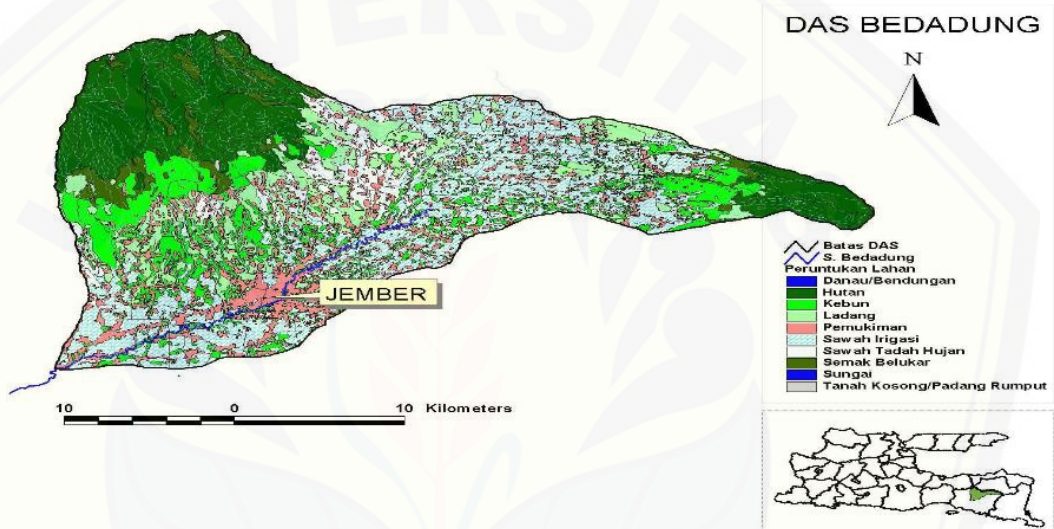 UNIVERSITAS
DAS BEDADUNG
N
JEMBER
Batas DAS
S. Bedadung
Peruntukan Lahan
Danau/Bendungan
Hutan
Kebun
Ladang
Pemukiman
Sawah Irigasi
Sawah Tadah Hujan
Semak Belukar
Sungai
Tanah Kosong/Padang Rumput
10 0 10 Kilometers